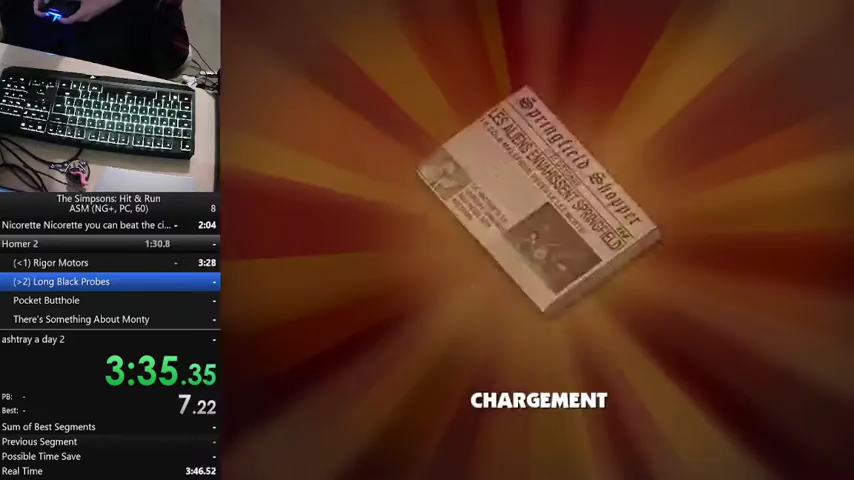 The Simpsons: Hit & Run
ASM (NG+, PC, 60) 8
Nicorette Nicorette you can beat the ci... - 2:04
Homer 2 1:30.8 -
(<1) Rigor Motors - 3:28
(>2) Long Black Probes -
Pocket Butthole -
There's Something About Monty -
ashtray a day 2 -
3:35.35
PB: -
Best: -
7.22
Sum of Best Segments -
Previous Segment -
Possible Time Save -
Real Time 3:46.52
Springfield Shopper
LES ALIENS ENVAHISSENT SPRINGFIELD!
CHARGEMENT